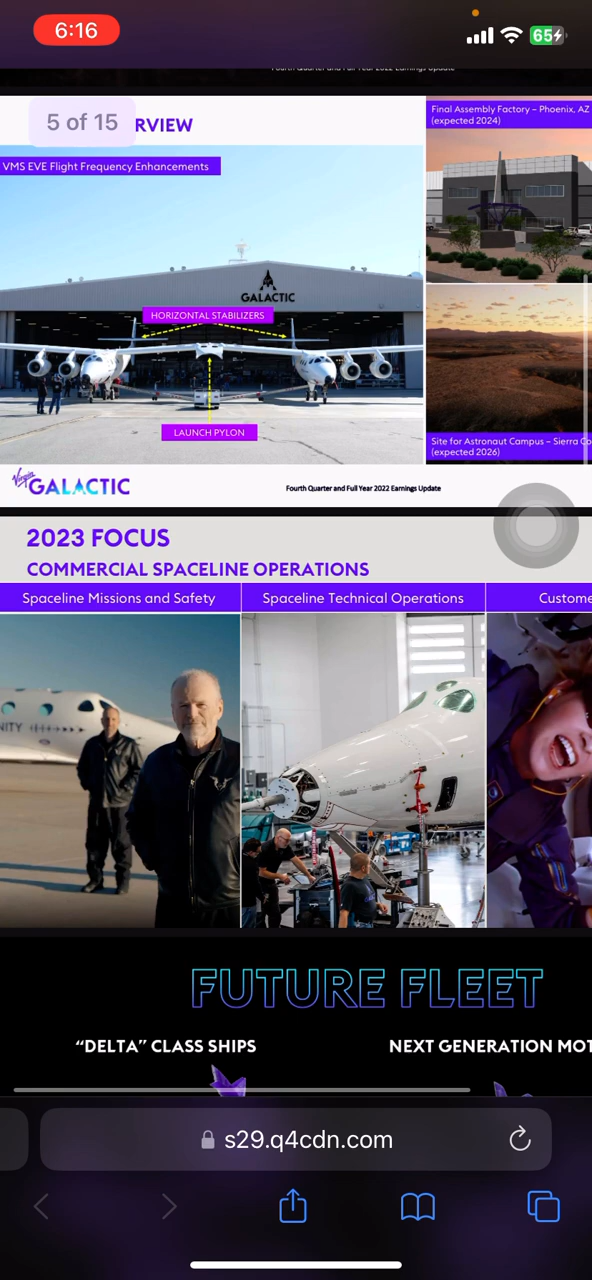 6:16
65
Fourth Quarter and Full Year 2022 Earnings Update
5 of 15
RVIEW
VMS EVE Flight Frequency Enhancements
Final Assembly Factory – Phoenix, AZ
(expected 2024)
GALACTIC
HORIZONTAL STABILIZERS
LAUNCH PYLON
Site for Astronaut Campus – Sierra Co
(expected 2026)
Virgin
GALACTIC
Fourth Quarter and Full Year 2022 Earnings Update
2023 FOCUS
COMMERCIAL SPACELINE OPERATIONS
Spaceline Missions and Safety
Spaceline Technical Operations
Custome
NITY
FUTURE FLEET
“DELTA” CLASS SHIPS
NEXT GENERATION MOT
s29.q4cdn.com